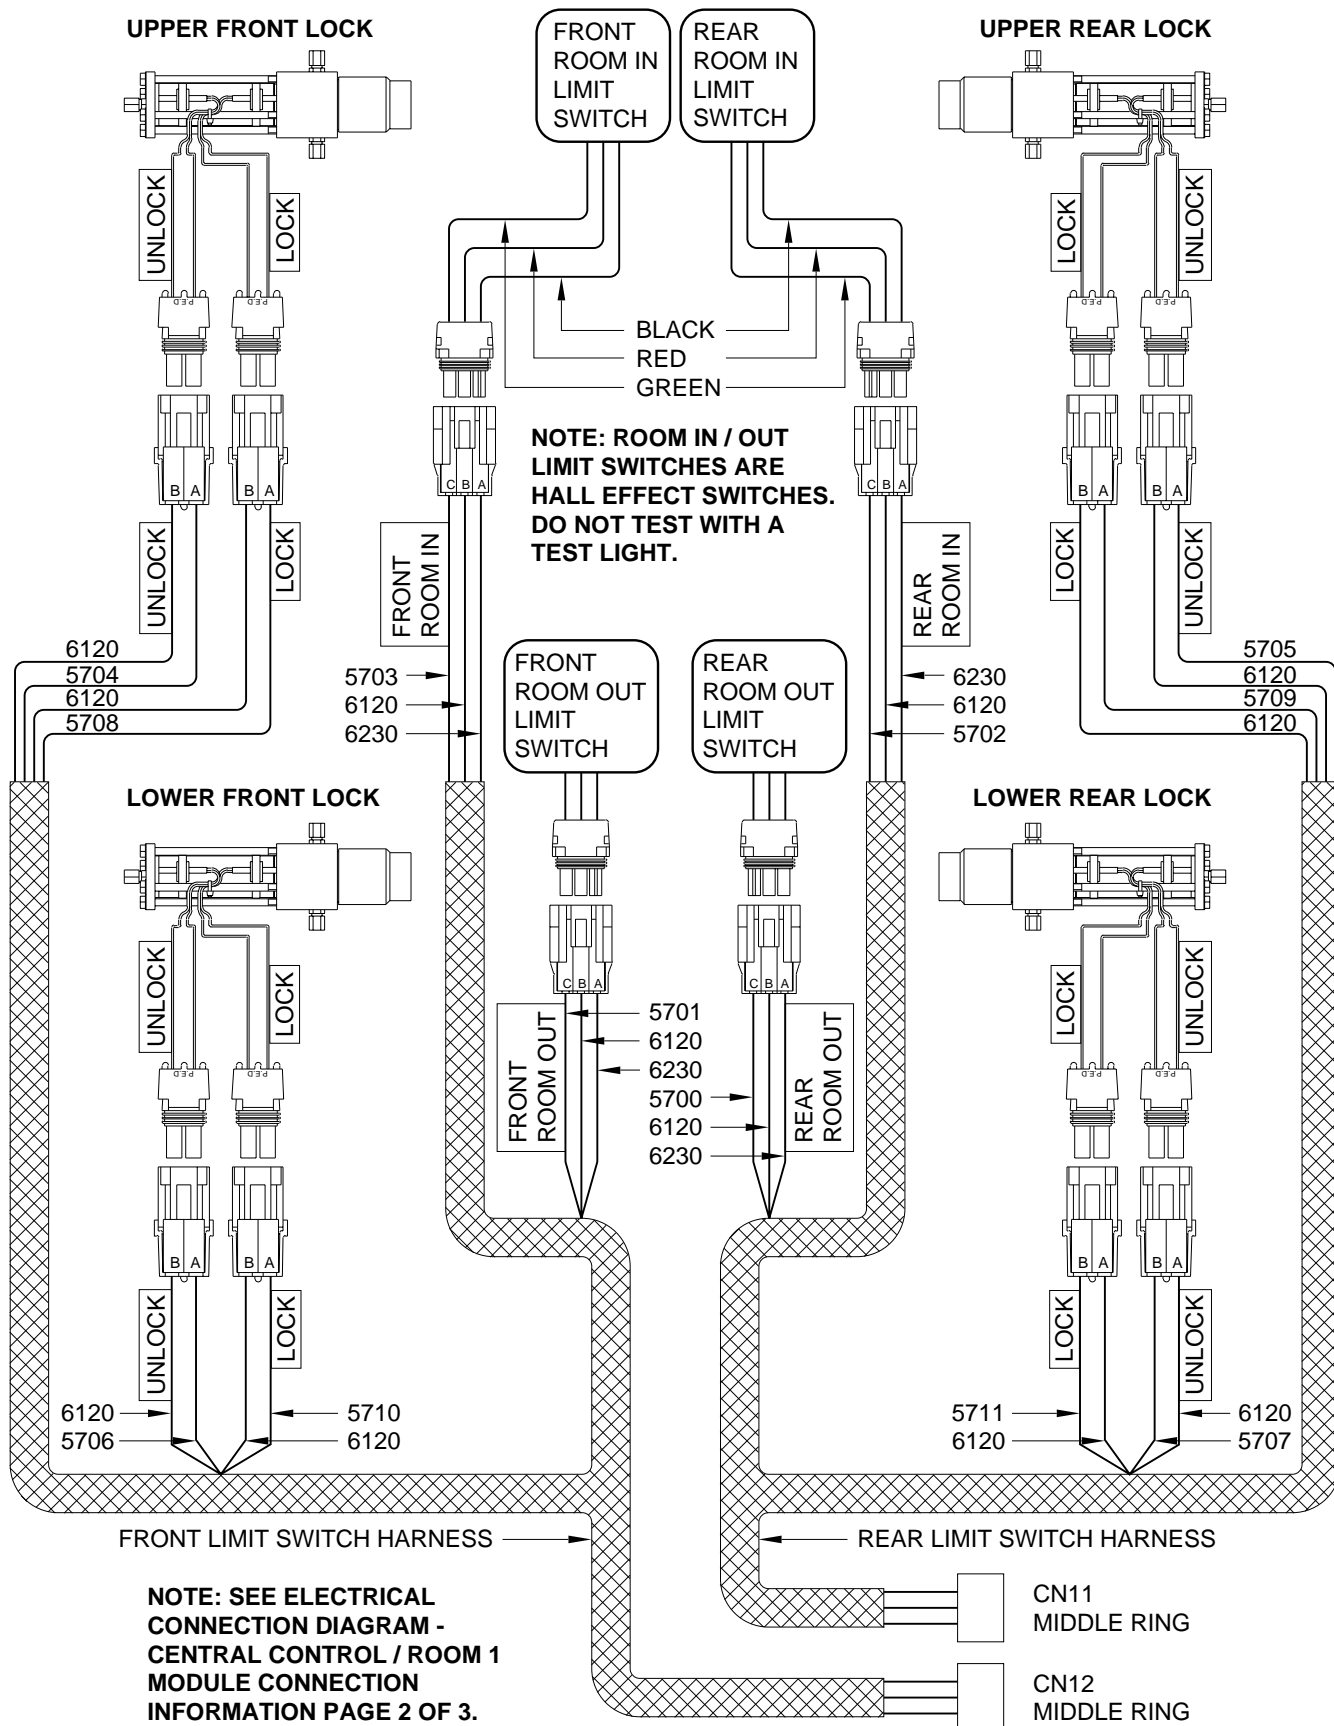 UPPER FRONT LOCK
FRONT
ROOM IN
LIMIT
SWITCH
REAR
ROOM IN
LIMIT
SWITCH
UPPER REAR LOCK
UNLOCK
LOCK
LOCK
UNLOCK
P.E.D.
P.E.D.
P.E.D.
P.E.D.
BLACK
RED
GREEN
NOTE: ROOM IN / OUT
LIMIT SWITCHES ARE
HALL EFFECT SWITCHES.
DO NOT TEST WITH A
TEST LIGHT.
B A
B A
C B A
C B A
B A
B A
UNLOCK
LOCK
FRONT
ROOM IN
REAR
ROOM IN
LOCK
UNLOCK
6120
5704
6120
5708
5703
6120
6230
FRONT
ROOM OUT
LIMIT
SWITCH
REAR
ROOM OUT
LIMIT
SWITCH
6230
6120
5702
5705
6120
5709
6120
LOWER FRONT LOCK
LOWER REAR LOCK
UNLOCK
LOCK
LOCK
UNLOCK
C B A
C B A
P.E.D.
P.E.D.
P.E.D.
P.E.D.
FRONT
ROOM OUT
5701
6120
6230
5700
6120
6230
REAR
ROOM OUT
B A
B A
B A
B A
UNLOCK
LOCK
LOCK
UNLOCK
6120
5706
5710
6120
5711
6120
6120
5707
FRONT LIMIT SWITCH HARNESS
REAR LIMIT SWITCH HARNESS
NOTE: SEE ELECTRICAL
CONNECTION DIAGRAM -
CENTRAL CONTROL / ROOM 1
MODULE CONNECTION
INFORMATION PAGE 2 OF 3.
CN11
MIDDLE RING
CN12
MIDDLE RING